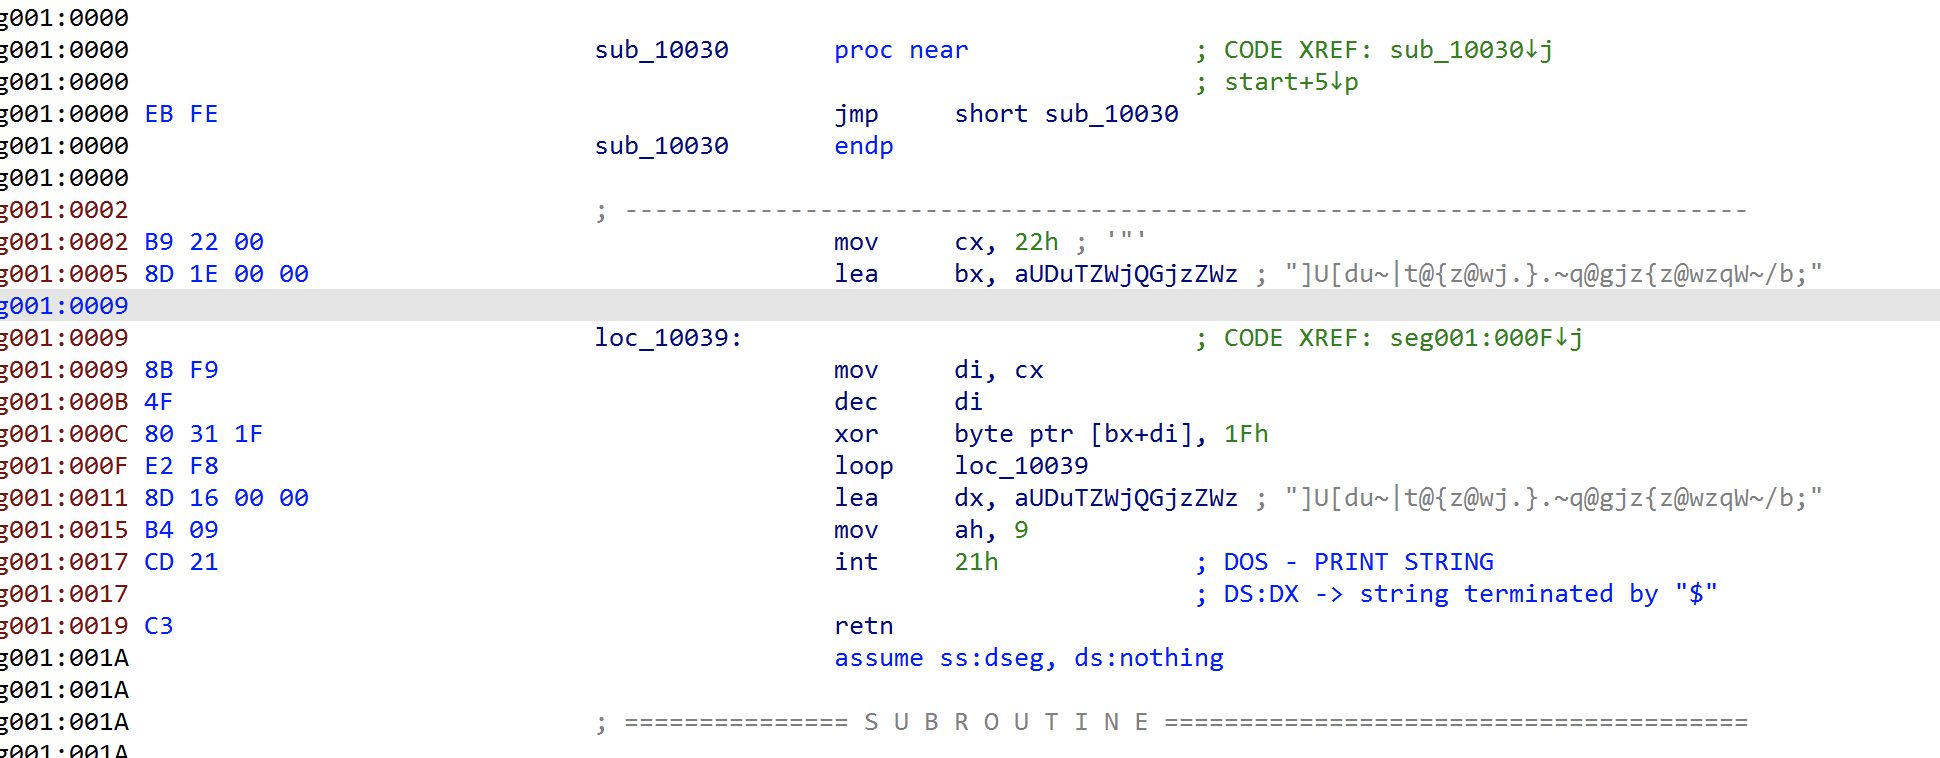 g001:0000
g001:0000 sub_10030 proc near ; CODE XREF: sub_10030↓j
g001:0000 ; start+5↓p
g001:0000 EB FE jmp short sub_10030
g001:0000 sub_10030 endp
g001:0000
g001:0002 ; ---------------------------------------------------------------------------
g001:0002 B9 22 00 mov cx, 22h ; '"'
g001:0005 8D 1E 00 00 lea bx, aUDuTZWjQGjzZWz ; "]U[du~|t@{z@wj.}.~q@gjz{z@wzqW~/b;"
g001:0009
g001:0009 loc_10039: ; CODE XREF: seg001:000F↓j
g001:0009 8B F9 mov di, cx
g001:000B 4F dec di
g001:000C 80 31 1F xor byte ptr [bx+di], 1Fh
g001:000F E2 F8 loop loc_10039
g001:0011 8D 16 00 00 lea dx, aUDuTZWjQGjzZWz ; "]U[du~|t@{z@wj.}.~q@gjz{z@wzqW~/b;"
g001:0015 B4 09 mov ah, 9
g001:0017 CD 21 int 21h ; DOS - PRINT STRING
g001:0017 ; DS:DX -> string terminated by "$"
g001:0019 C3 retn
g001:001A assume ss:dseg, ds:nothing
g001:001A
g001:001A ; =============== S U B R O U T I N E =======================================
g001:001A